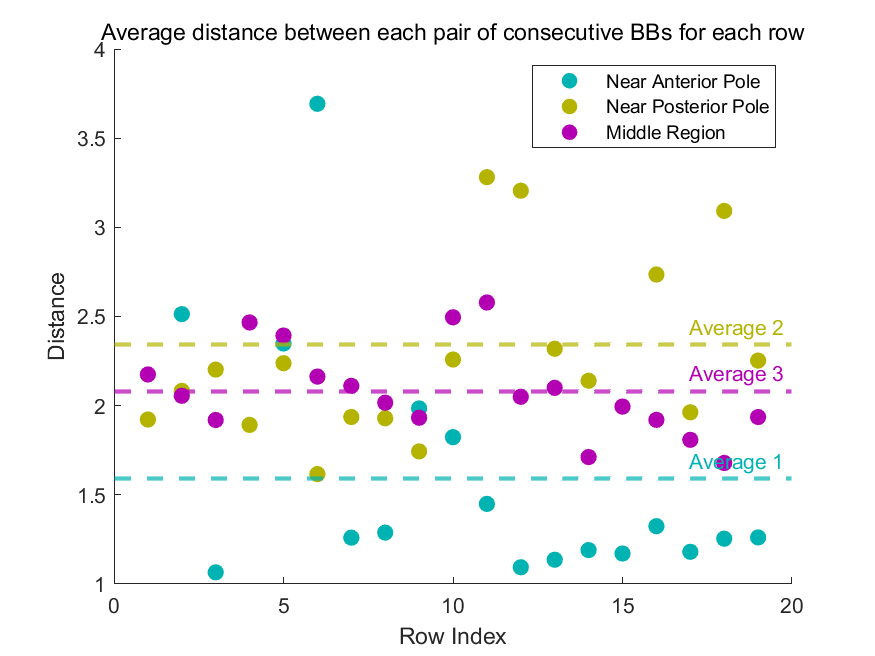 Average distance between each pair of consecutive BBs for each row
4
3.5
3
2.5
2
1.5
1
Distance
Near Anterior Pole
Near Posterior Pole
Middle Region
Average 2
Average 3
Average 1
0
5
10
15
20
Row Index